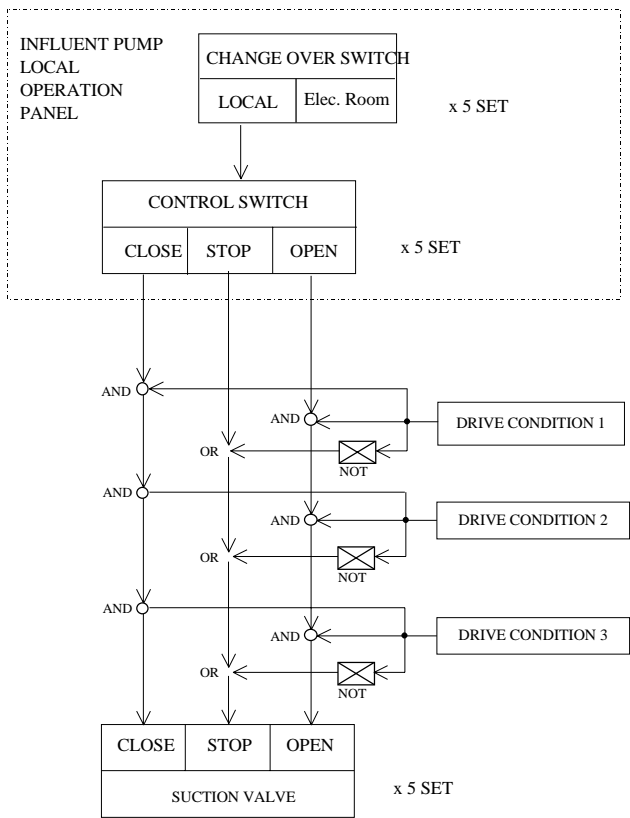 INFLUENT PUMP
LOCAL
OPERATION
PANEL
CHANGE OVER SWITCH
LOCAL
Elec. Room
x 5 SET
CONTROL SWITCH
CLOSE
STOP
OPEN
x 5 SET
AND
AND
DRIVE CONDITION 1
OR
NOT
AND
AND
DRIVE CONDITION 2
OR
NOT
AND
AND
DRIVE CONDITION 3
OR
NOT
CLOSE
STOP
OPEN
SUCTION VALVE
x 5 SET